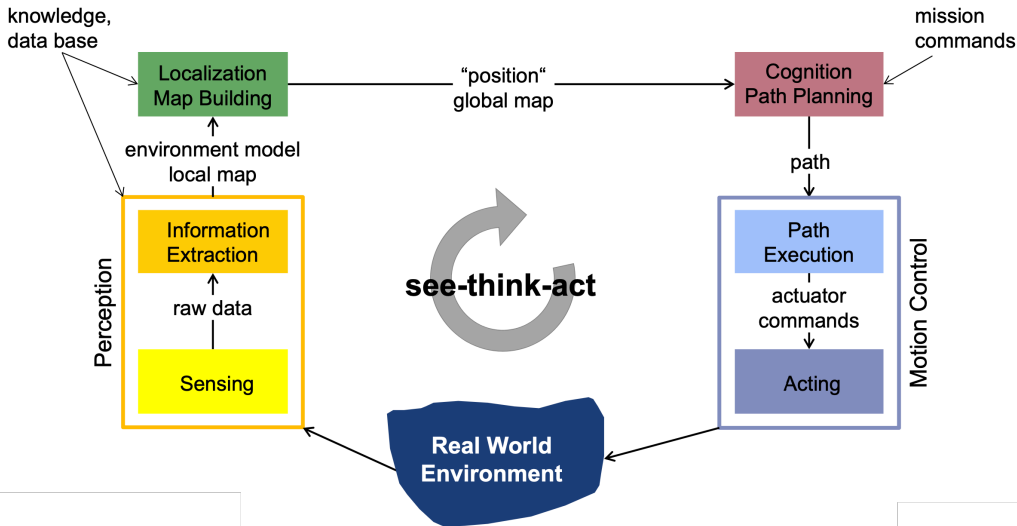 knowledge,
data base
mission
commands
Localization
Map Building
“position“
global map
Cognition
Path Planning
environment model
local map
path
Perception
Information
Extraction
raw data
Sensing
see-think-act
Path
Execution
actuator
commands
Acting
Motion Control
Real World
Environment